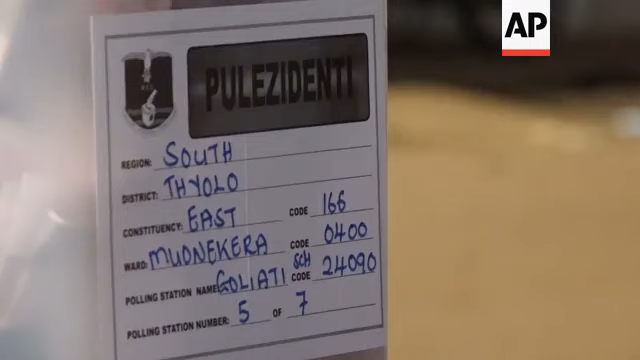 AP
PULEZIDENTI
REGION: SOUTH
DISTRICT: THYOLO
CONSTITUENCY: EAST CODE 166
WARD: MUDNEKERA CODE 0400
POLLING STATION NAME: GOLIATI SCH CODE 24090
POLLING STATION NUMBER: 5 OF 7